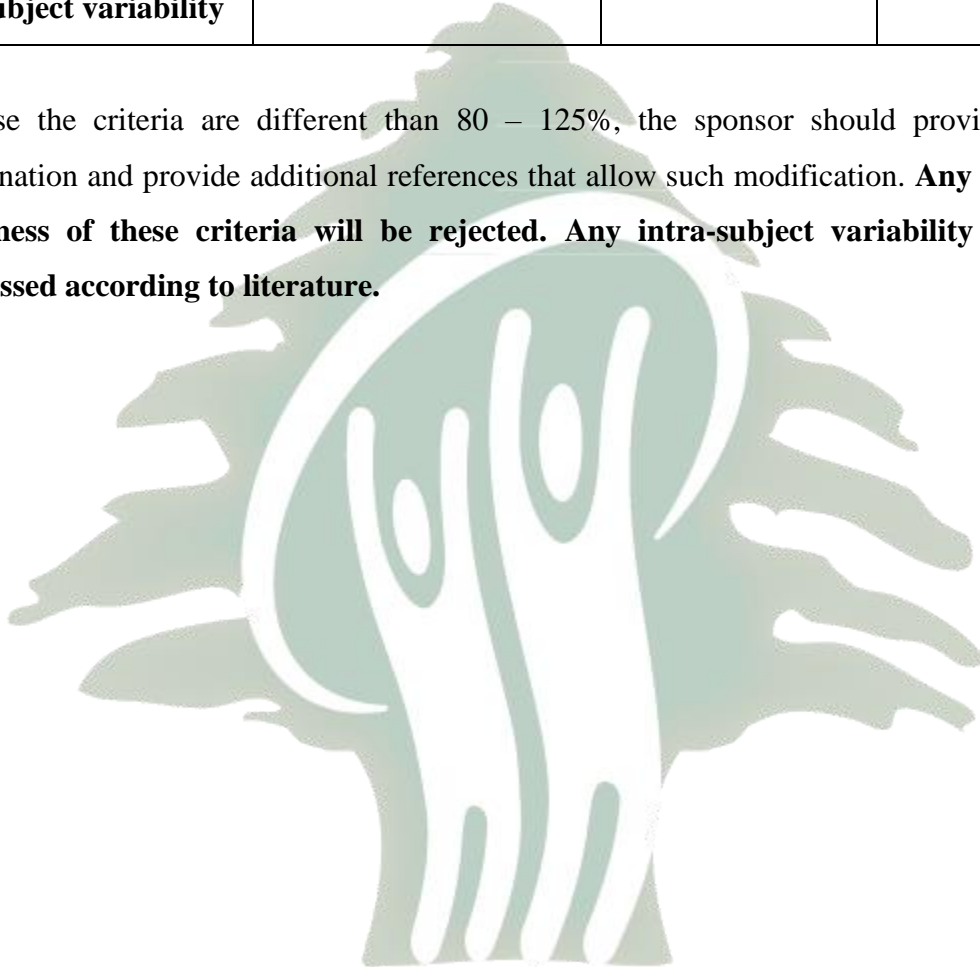 ubject variability
se the criteria are different than 80 – 125%, the sponsor should provi
nation and provide additional references that allow such modification. Any
ness of these criteria will be rejected. Any intra-subject variability
ssed according to literature.